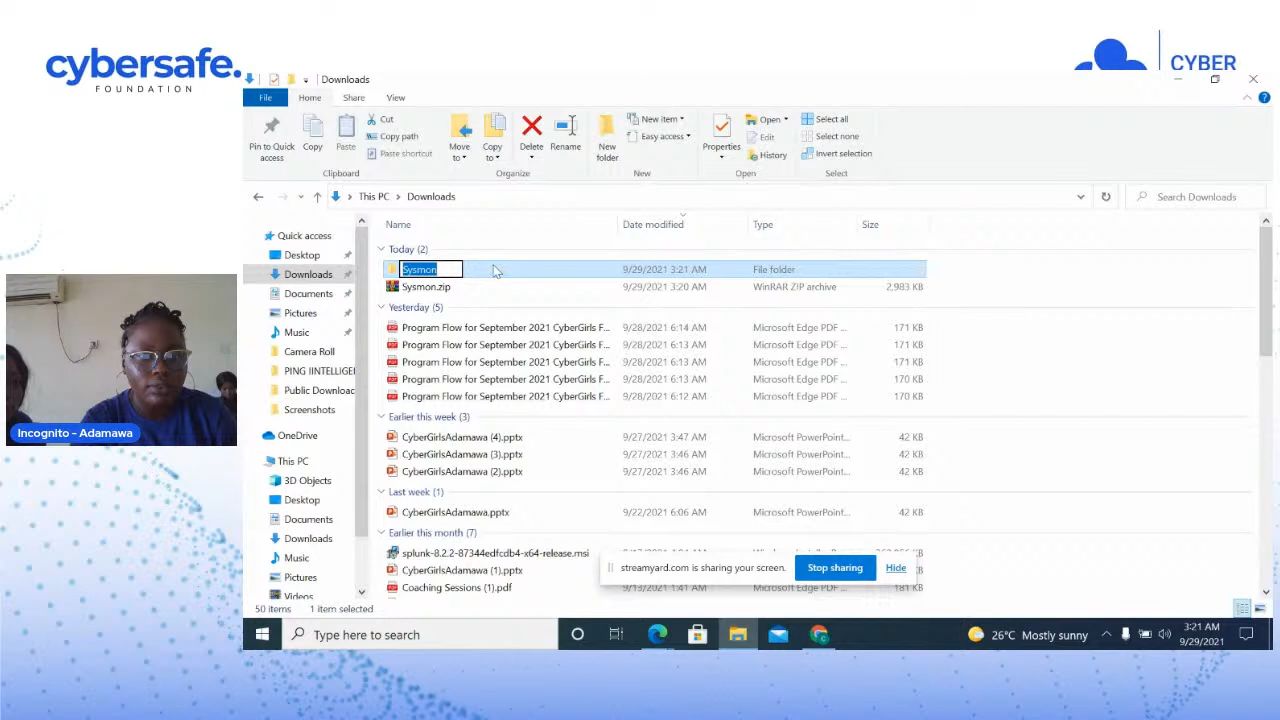 cybersafe.
FOUNDATION
CYBER
Downloads
File
Home
Share
View
Pin to Quick
access
Copy
Paste
Cut
Copy path
Paste shortcut
Clipboard
Move
to
Copy
to
Delete
Rename
Organize
New
folder
New item
Easy access
New
Properties
Open
Edit
History
Open
Select all
Select none
Invert selection
Select
This PC > Downloads
Search Downloads
Quick access
Desktop
Downloads
Documents
Pictures
Music
Camera Roll
PING IINTELLIGE
Public Downloac
Screenshots
OneDrive
This PC
3D Objects
Desktop
Documents
Downloads
Music
Pictures
Videos
Name Date modified Type Size
Today (2)
Sysmon 9/29/2021 3:21 AM File folder
Sysmon.zip 9/29/2021 3:20 AM WinRAR ZIP archive 2,983 KB
Yesterday (5)
Program Flow for September 2021 CyberGirls F... 9/28/2021 6:14 AM Microsoft Edge PDF ... 171 KB
Program Flow for September 2021 CyberGirls F... 9/28/2021 6:13 AM Microsoft Edge PDF ... 171 KB
Program Flow for September 2021 CyberGirls F... 9/28/2021 6:13 AM Microsoft Edge PDF ... 171 KB
Program Flow for September 2021 CyberGirls F... 9/28/2021 6:13 AM Microsoft Edge PDF ... 170 KB
Program Flow for September 2021 CyberGirls F... 9/28/2021 6:12 AM Microsoft Edge PDF ... 170 KB
Earlier this week (3)
CyberGirlsAdamawa (4).pptx 9/27/2021 3:47 AM Microsoft PowerPoint... 42 KB
CyberGirlsAdamawa (3).pptx 9/27/2021 3:46 AM Microsoft PowerPoint... 42 KB
CyberGirlsAdamawa (2).pptx 9/27/2021 3:46 AM Microsoft PowerPoint... 42 KB
Last week (1)
CyberGirlsAdamawa.pptx 9/22/2021 6:06 AM Microsoft PowerPoint... 42 KB
Earlier this month (7)
splunk-8.2.2-87344edfcdb4-x64-release.msi
CyberGirlsAdamawa (1).pptx
Coaching Sessions (1).pdf 9/13/2021 1:41 AM Microsoft Edge PDF ... 181 KB
streamyard.com is sharing your screen.
Stop sharing
Hide
50 items 1 item selected
Incognito - Adamawa
Type here to search
26°C Mostly sunny
3:21 AM
9/29/2021